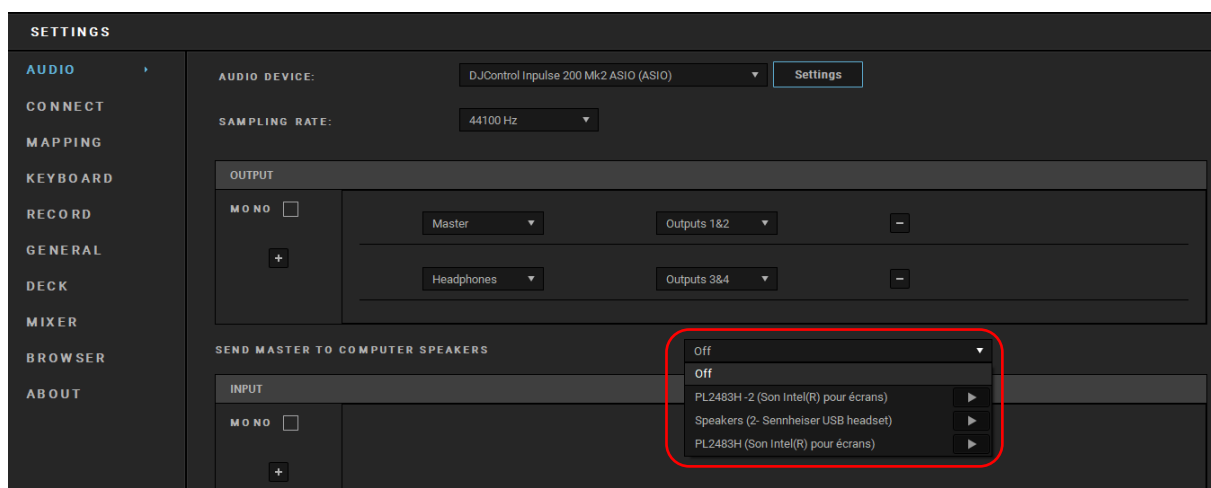 SETTINGS
AUDIO
CONNECT
MAPPING
KEYBOARD
RECORD
GENERAL
DECK
MIXER
BROWSER
ABOUT
AUDIO DEVICE: DJControl Inpulse 200 Mk2 ASIO (ASIO) Settings
SAMPLING RATE: 44100 Hz
OUTPUT
MONO Master Outputs 1&2 −
+
Headphones Outputs 3&4 −
SEND MASTER TO COMPUTER SPEAKERS Off
Off
PL2483H -2 (Son Intel(R) pour écrans)
Speakers (2- Sennheiser USB headset)
PL2483H (Son Intel(R) pour écrans)
INPUT
MONO
+